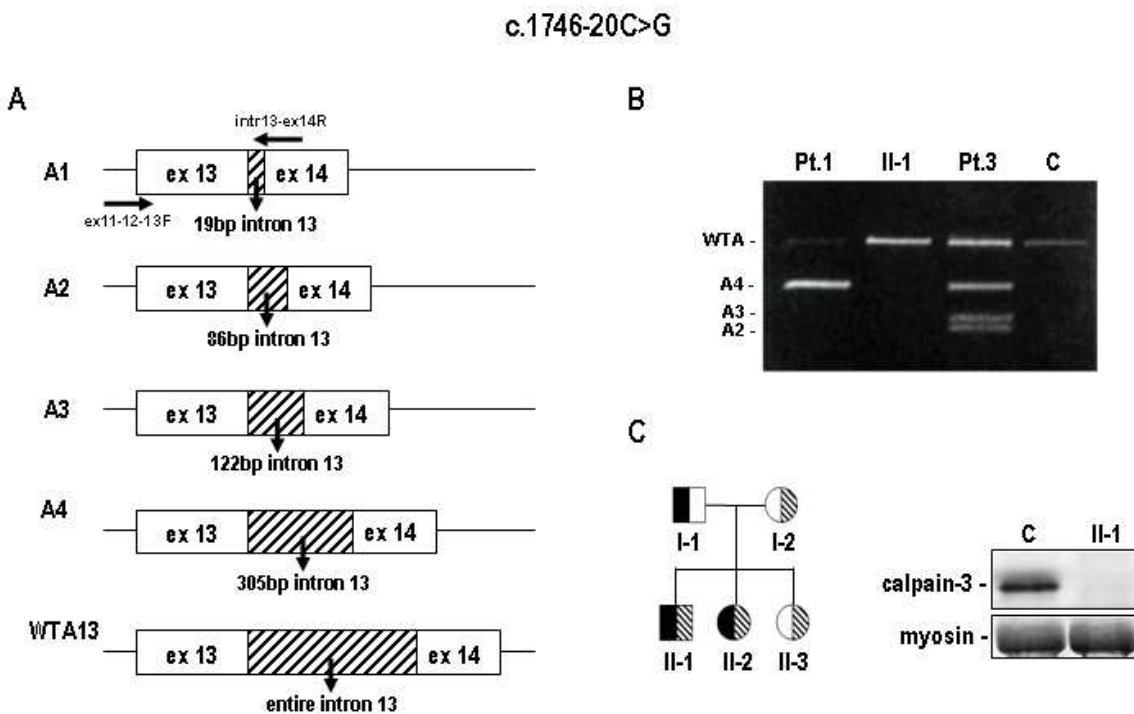 c.1746-20C>G
A
intr13-ex14R
A1
ex 13
ex 14
ex11-12-13F
19bp intron 13
A2
ex 13
ex 14
86bp intron 13
A3
ex 13
ex 14
122bp intron 13
A4
ex 13
ex 14
305bp intron 13
WTA13
ex 13
ex 14
entire intron 13
B
Pt.1 II-1 Pt.3 C
WTA -
A4 -
A3 -
A2 -
C
I-1 I-2
II-1 II-2 II-3
C II-1
calpain-3 -
myosin -